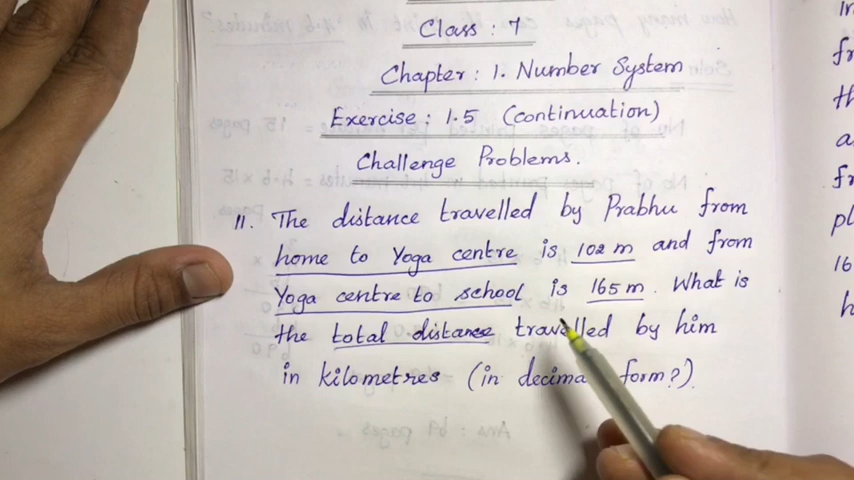 Class : 7
Chapter : 1. Number System
Exercise : 1.5 (continuation)
Challenge Problems.
11. The distance travelled by Prabhu from
home to Yoga centre is 102 m and from
Yoga centre to school is 165 m. What is
the total distance travelled by him
in kilometres (in decimal form?).